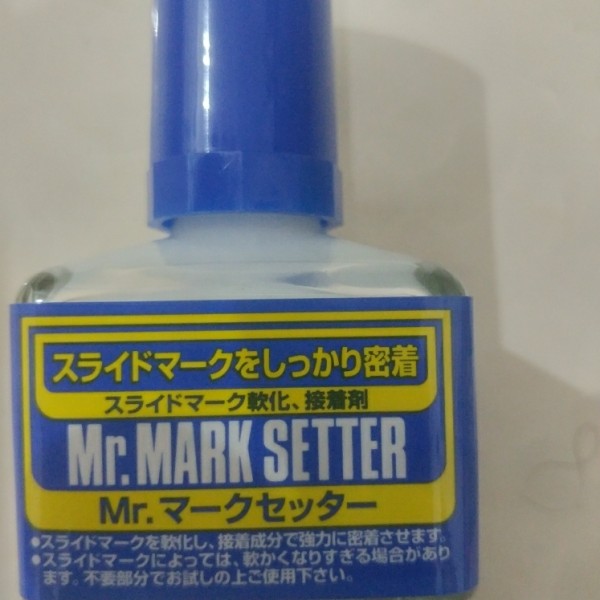 スライドマークをしっかり密着
スライドマーク軟化、接着剤
Mr.MARK SETTER
Mr.マークセッター
●スライドマークを軟化し、接着成分で強力に密着させます。
●スライドマークによっては、軟かくなりすぎる場合があり
ます。不要部分でお試しの上ご使用下さい。